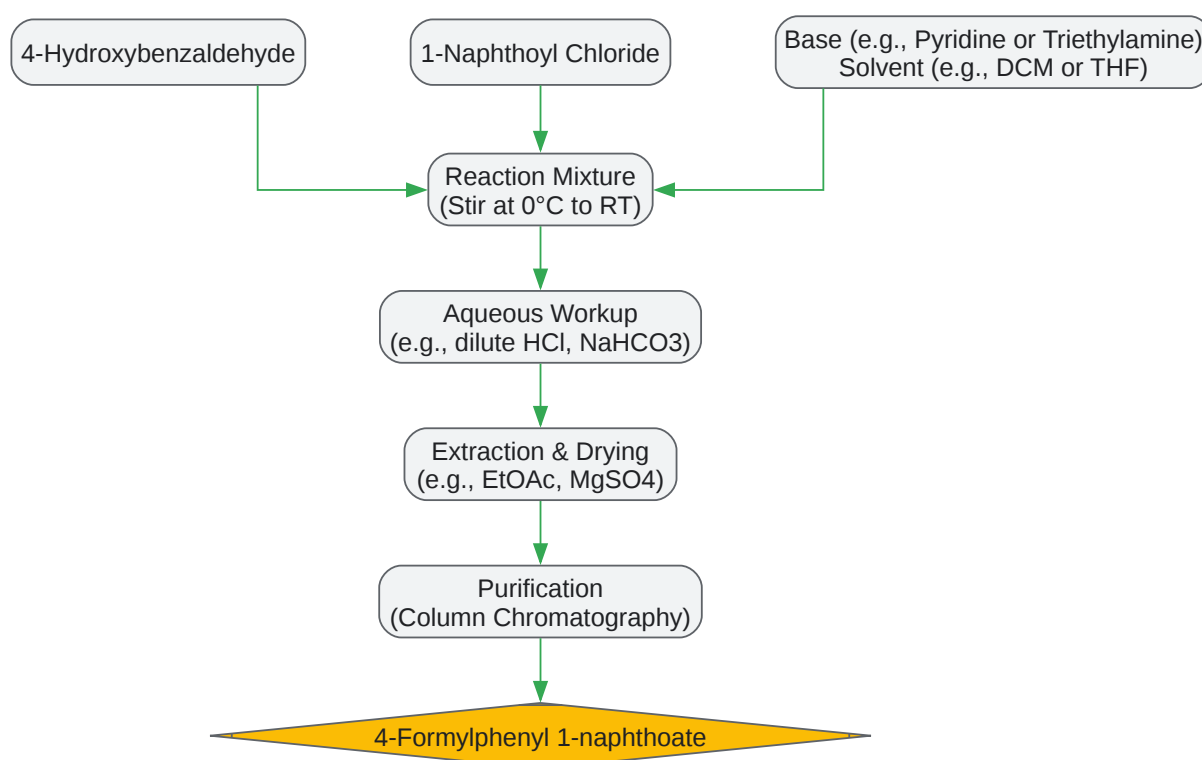 4-Hydroxybenzaldehyde
1-Naphthoyl Chloride
Base (e.g., Pyridine or Triethylamine)
Solvent (e.g., DCM or THF)
Reaction Mixture
(Stir at 0°C to RT)
Aqueous Workup
(e.g., dilute HCl, NaHCO3)
Extraction & Drying
(e.g., EtOAc, MgSO4)
Purification
(Column Chromatography)
4-Formylphenyl 1-naphthoate